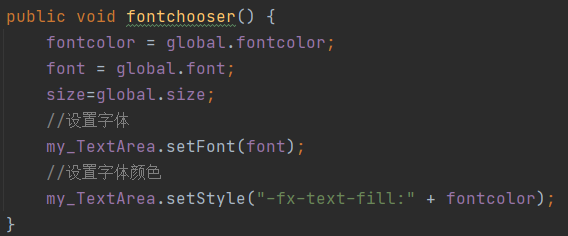 public void fontchooser() {
fontcolor = global.fontcolor;
font = global.font;
size=global.size;
//设置字体
my_TextArea.setFont(font);
//设置字体颜色
my_TextArea.setStyle("-fx-text-fill:" + fontcolor);
}